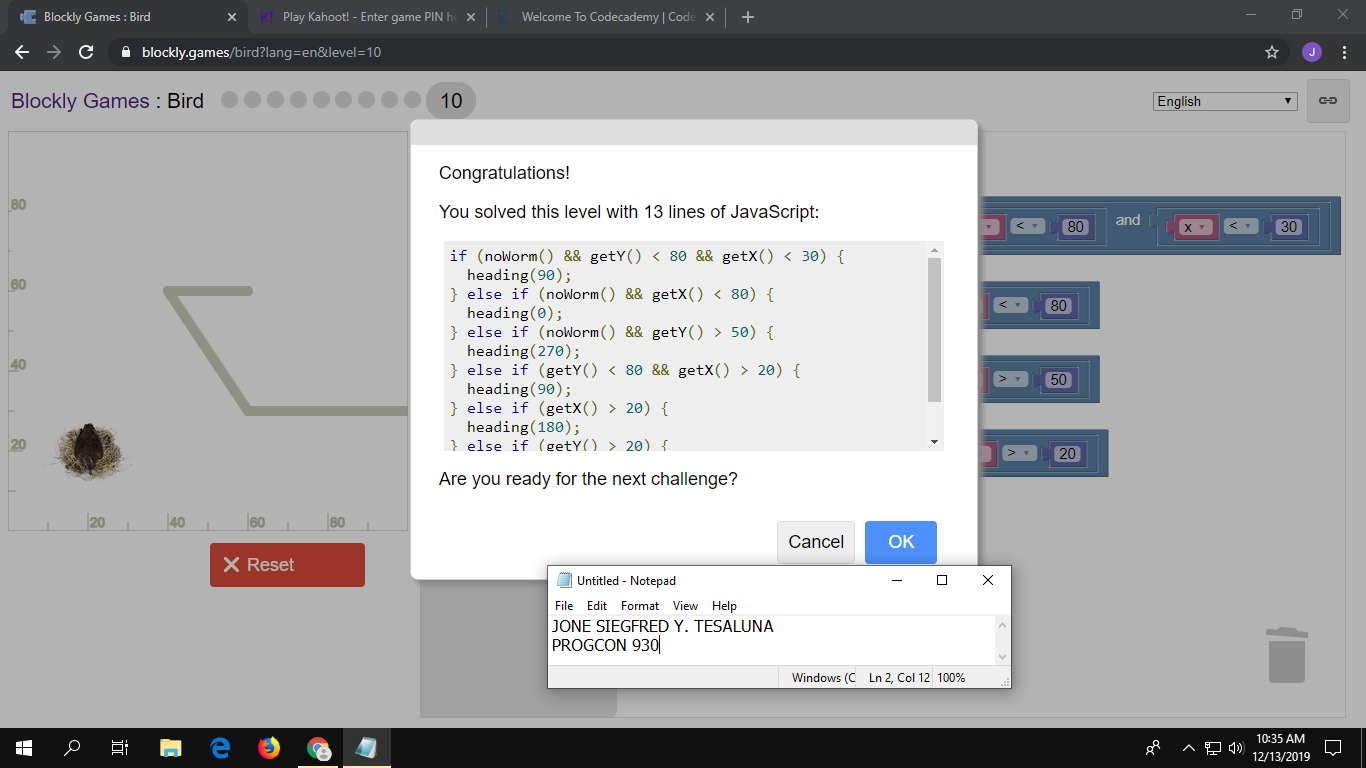 Blockly Games : Bird
Play Kahoot! - Enter game PIN he
Welcome To Codecademy | Code
blockly.games/bird?lang=en&level=10
J
Blockly Games : Bird
10
English
Congratulations!
You solved this level with 13 lines of JavaScript:
if (noWorm() && getY() < 80 && getX() < 30) {
heading(90);
} else if (noWorm() && getX() < 80) {
heading(0);
} else if (noWorm() && getY() > 50) {
heading(270);
} else if (getY() < 80 && getX() > 20) {
heading(90);
} else if (getX() > 20) {
heading(180);
} else if (getY() > 20) {
Are you ready for the next challenge?
Cancel
OK
80
60
40
20
20
40
60
80
Reset
< 80 and x < 30
< 80
> 50
> 20
Untitled - Notepad
File Edit Format View Help
JONE SIEGFRED Y. TESALUNA
PROGCON 930
Windows (C
Ln 2, Col 12
100%
10:35 AM
12/13/2019